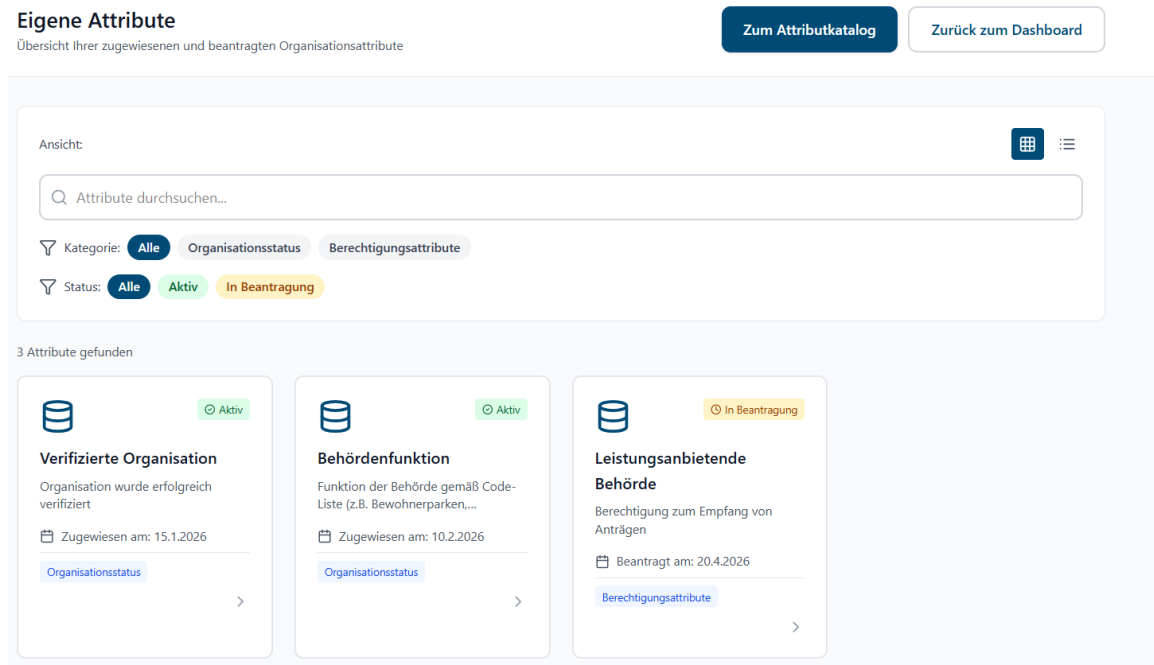 Eigene Attribute
Übersicht Ihrer zugewiesenen und beantragten Organisationsattribute
Zum Attributkatalog
Zurück zum Dashboard
Ansicht:
Attribute durchsuchen...
Kategorie: Alle Organisationsstatus Berechtigungsattribute
Status: Alle Aktiv In Beantragung
3 Attribute gefunden
Aktiv
Verifizierte Organisation
Organisation wurde erfolgreich
verifiziert
Zugewiesen am: 15.1.2026
Organisationsstatus
Aktiv
Behördenfunktion
Funktion der Behörde gemäß Code-
Liste (z.B. Bewohnerparken,...
Zugewiesen am: 10.2.2026
Organisationsstatus
In Beantragung
Leistungsanbietende
Behörde
Berechtigung zum Empfang von
Anträgen
Beantragt am: 20.4.2026
Berechtigungsattribute